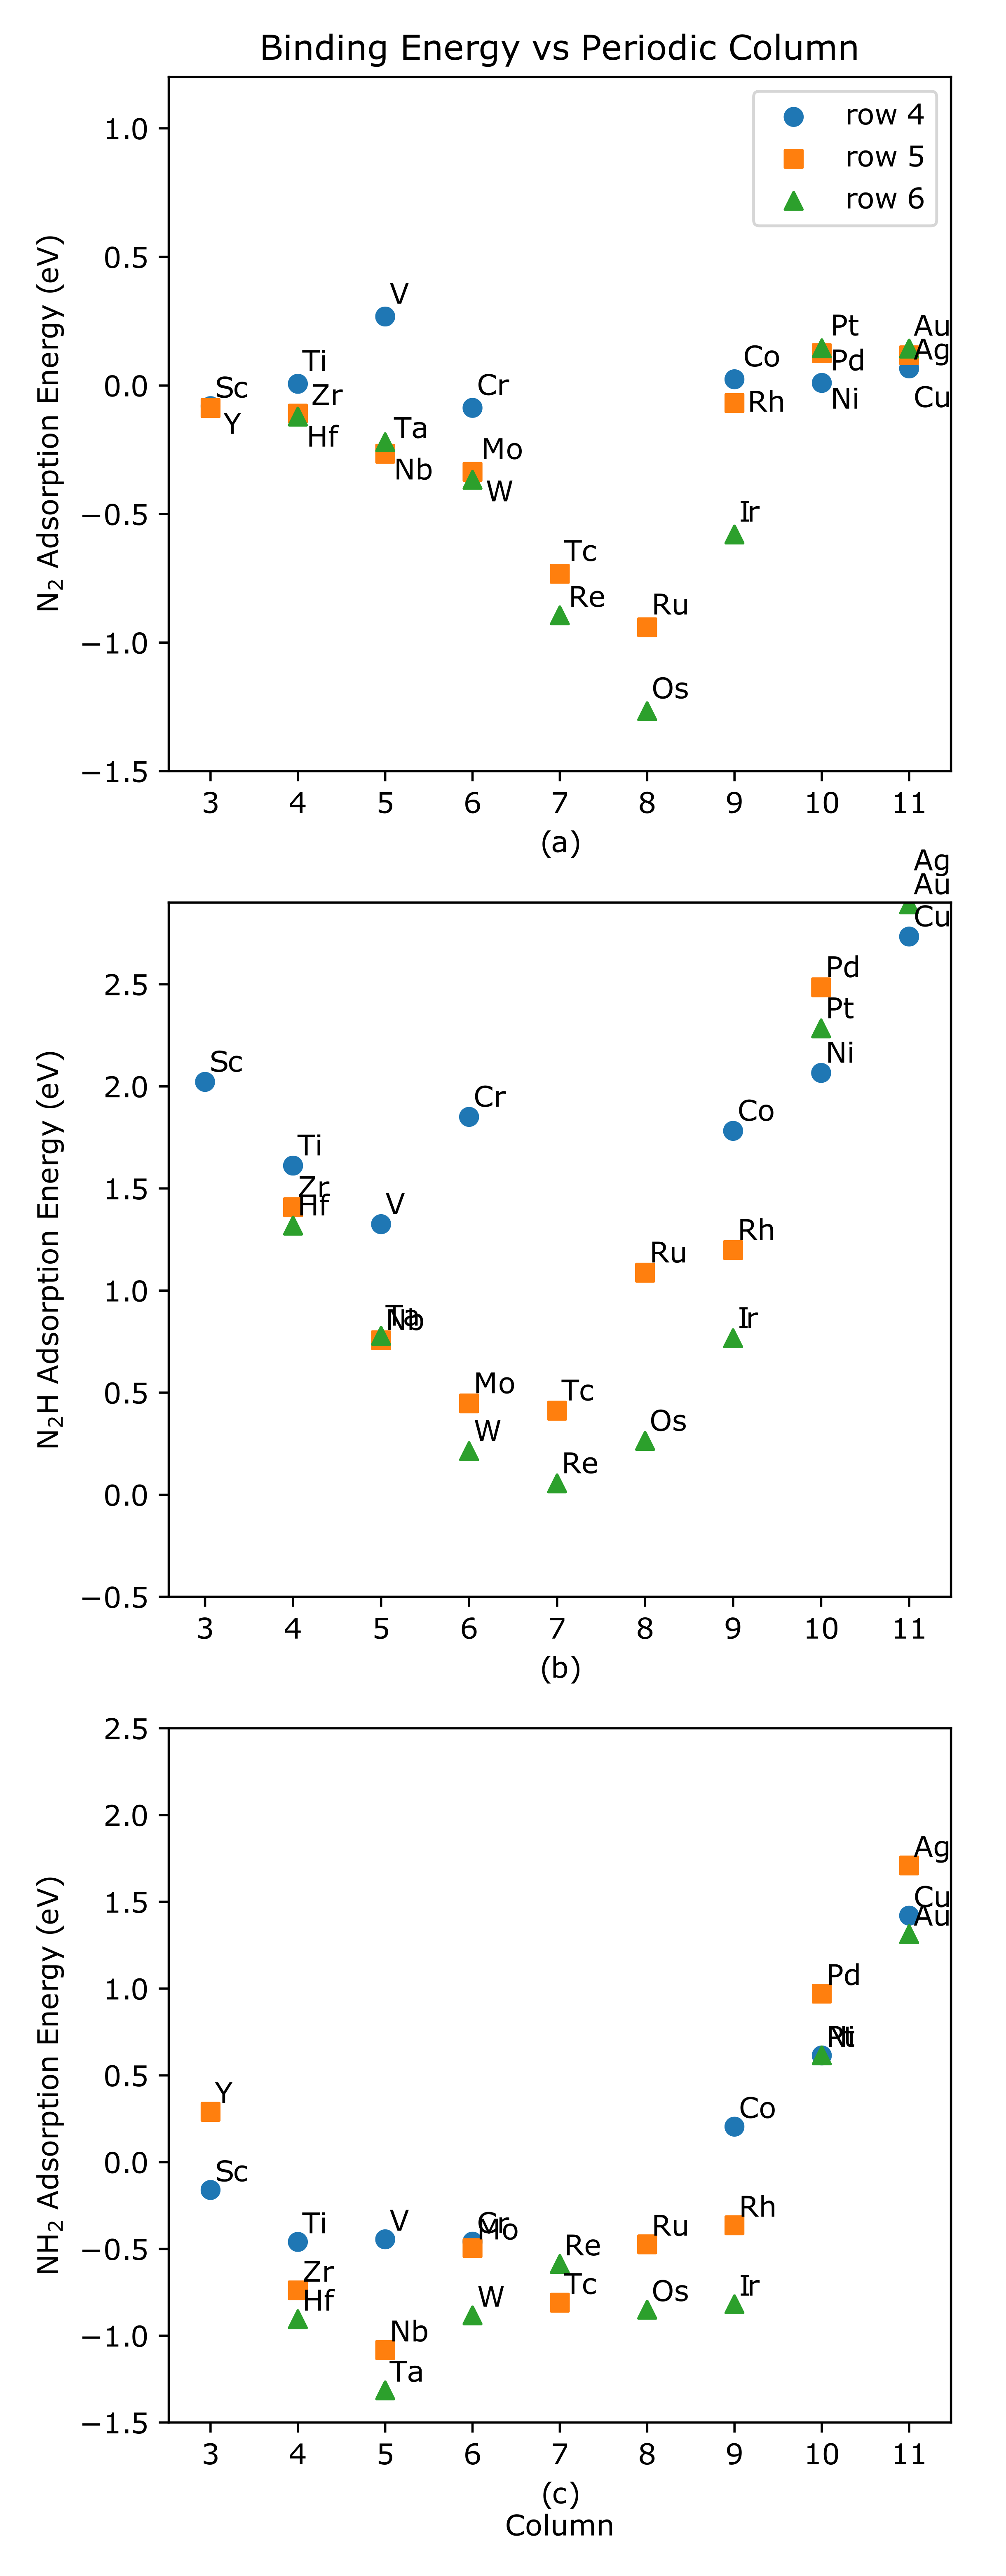 Binding Energy vs Periodic Column
row 4
row 5
row 6
N₂ Adsorption Energy (eV)
1.0
0.5
0.0
−0.5
−1.0
−1.5
V
Pt
Au
Ti
Co
Pd
Ag
Sc
Zr
Cr
Rh
Ni
Cu
Y
Hf
Ta
Nb
Mo
W
Ir
Tc
Re
Ru
Os
3 4 5 6 7 8 9 10 11
(a)
N₂H Adsorption Energy (eV)
2.5
2.0
1.5
1.0
0.5
0.0
−0.5
Ag
Au
Cu
Pd
Pt
Ni
Sc
Cr
Co
Ti
Zr
Hf
V
Ru
Rh
Ta
Nb
Ir
Mo
Tc
W
Os
Re
3 4 5 6 7 8 9 10 11
(b)
NH₂ Adsorption Energy (eV)
2.5
2.0
1.5
1.0
0.5
0.0
−0.5
−1.0
−1.5
Ag
Cu
Au
Pd
Pt
Ni
Y
Co
Sc
Ti
V
Cr
Mo
Re
Ru
Rh
Zr
Hf
W
Tc
Os
Ir
Nb
Ta
3 4 5 6 7 8 9 10 11
(c)
Column